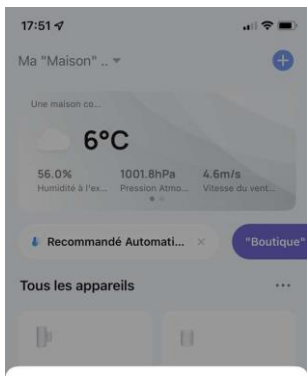 17:51
Ma "Maison" ..
Une maison co...
6°C
56.0% 1001.8hPa 4.6m/s
Humidité à l'ex... Pression Atmo... Vitesse du vent...
Recommandé Automati... × "Boutique"
Tous les appareils ...